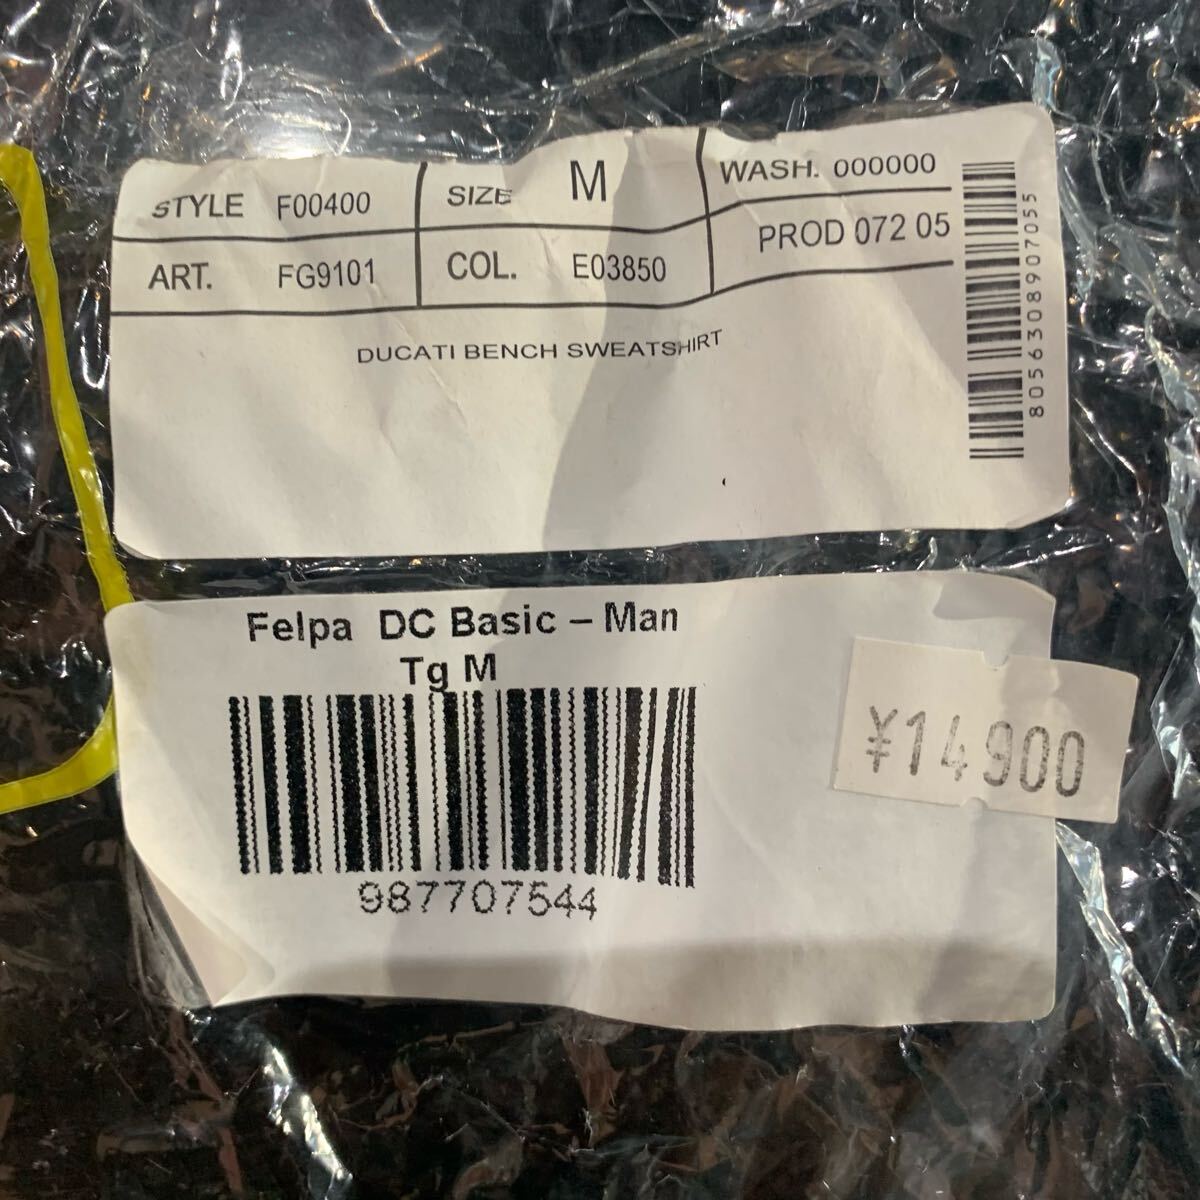 STYLE F00400 SIZE M WASH. 000000
ART. FG9101 COL. E03850 PROD 072 05
DUCATI BENCH SWEATSHIRT
8056308907055
Felpa DC Basic – Man
Tg M
987707544
¥14900